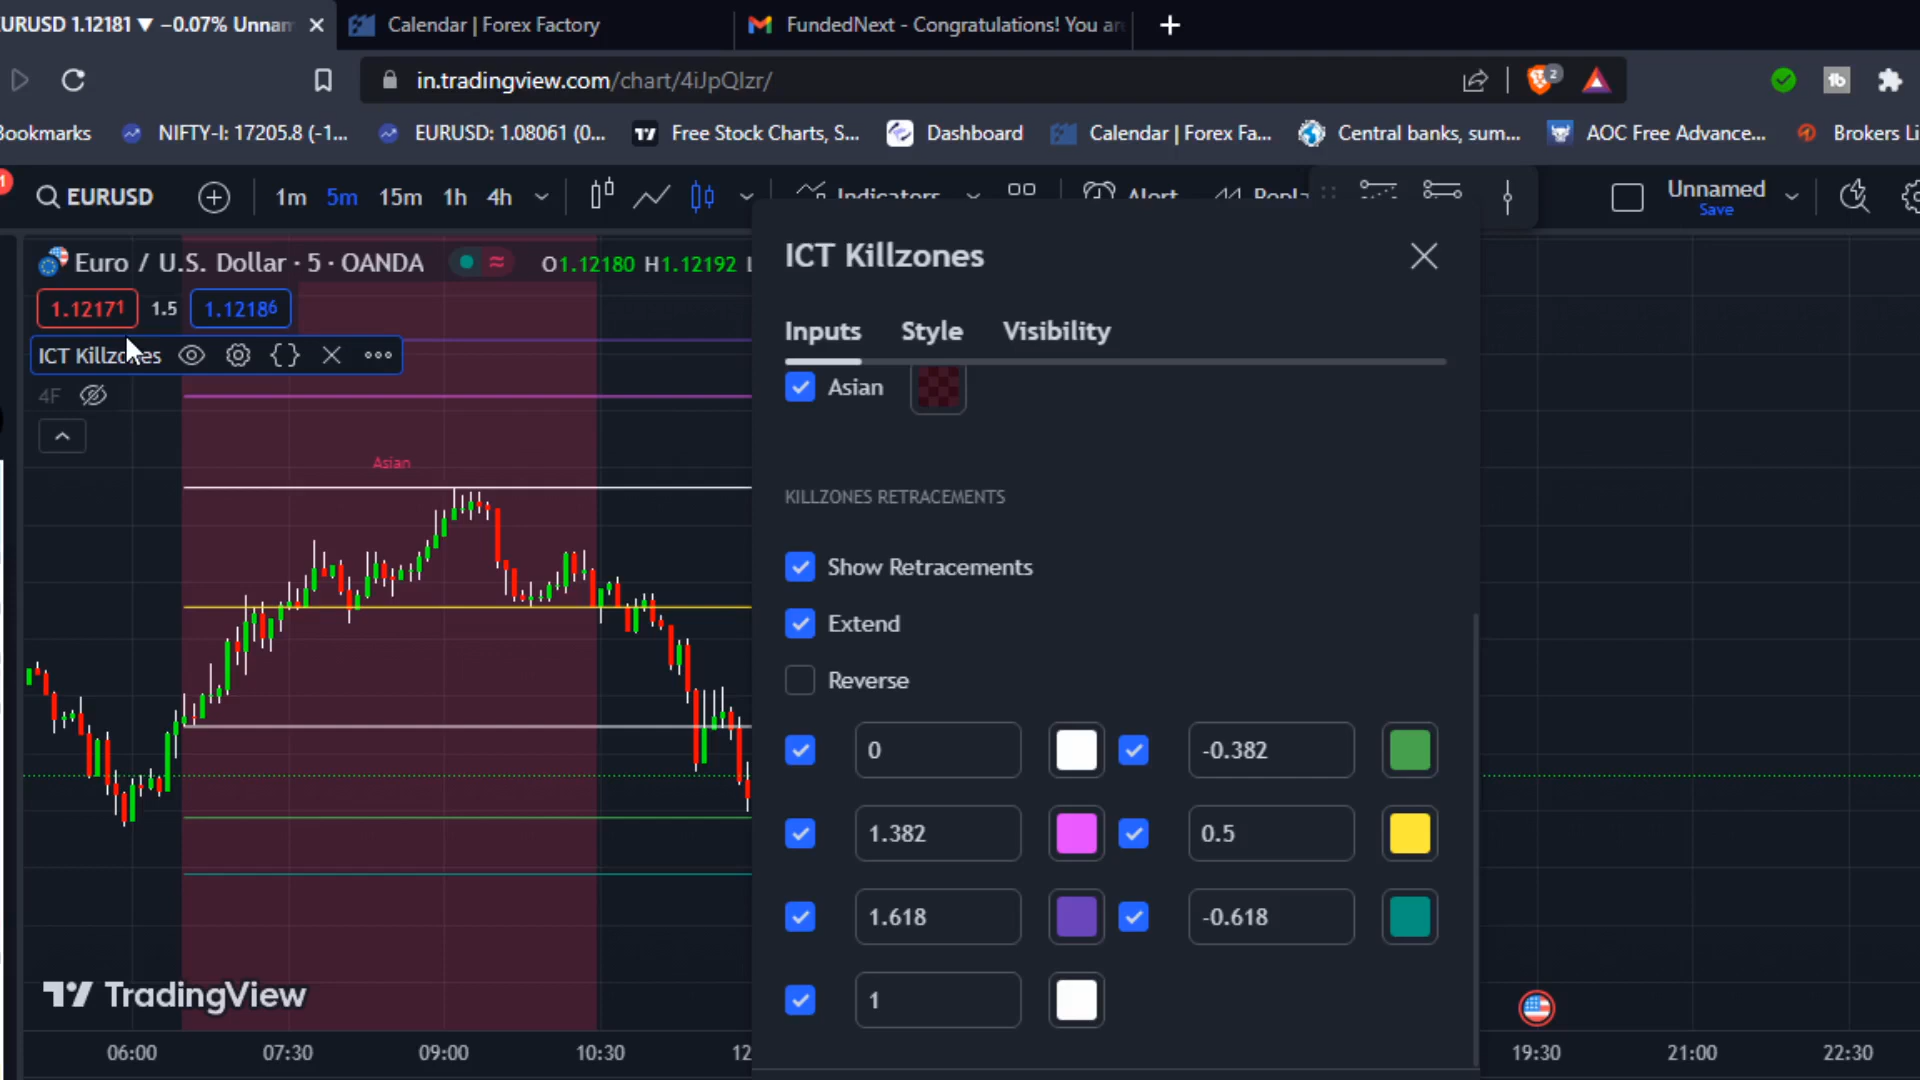 EURUSD 1.12181 ▼ −0.07% Unnam
Calendar | Forex Factory
FundedNext - Congratulations! You are
in.tradingview.com/chart/4iJpQlzr/
2
Bookmarks
NIFTY-I: 17205.8 (-1...
EURUSD: 1.08061 (0...
Free Stock Charts, S...
Dashboard
Calendar | Forex Fa...
Central banks, sum...
AOC Free Advance...
Brokers Li
1
EURUSD
1m 5m 15m 1h 4h
Indicators
Alert
Unnamed
Save
Euro / U.S. Dollar · 5 · OANDA
O1.12180 H1.12192 L
1.12171
1.5
1.12186
ICT Killzones
4F
Asian
TradingView
06:00 07:30 09:00 10:30 12
19:30 21:00 22:30
ICT Killzones
Inputs Style Visibility
Asian
KILLZONES RETRACEMENTS
Show Retracements
Extend
Reverse
0
-0.382
1.382
0.5
1.618
-0.618
1